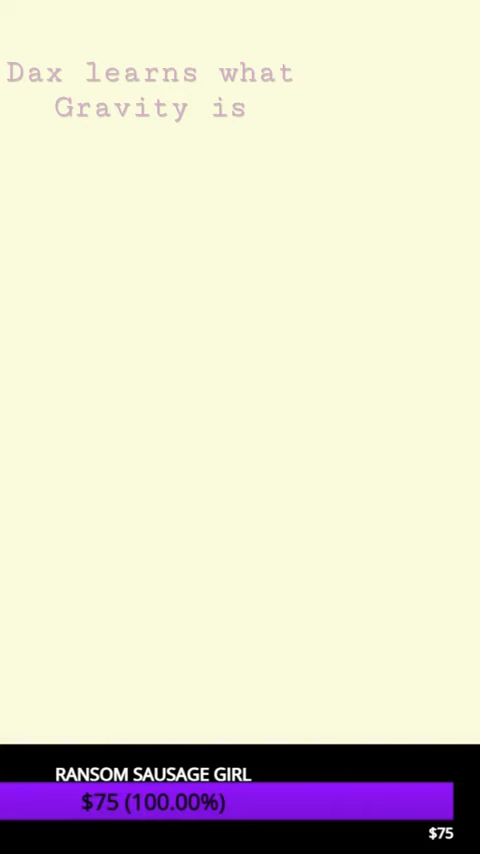 Dax learns what
Gravity is
RANSOM SAUSAGE GIRL
$75 (100.00%)
$75